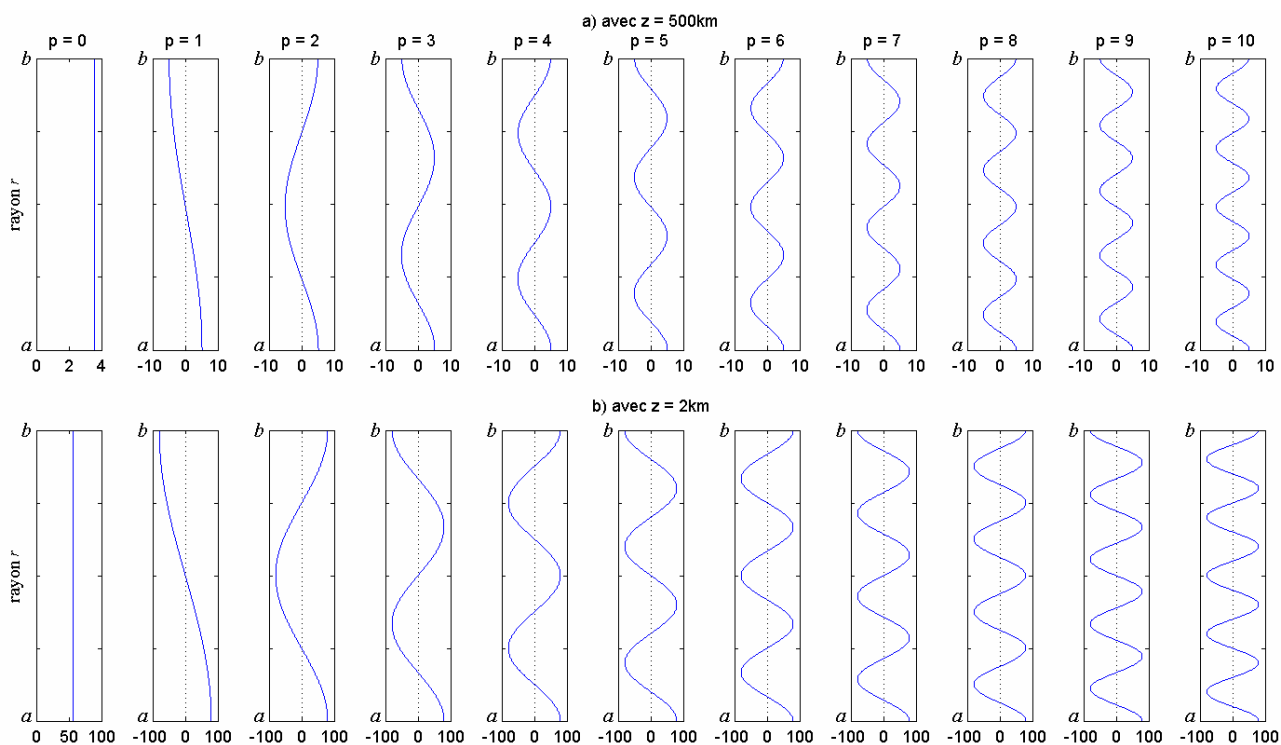 a) avec z = 500km
p = 0 p = 1 p = 2 p = 3 p = 4 p = 5 p = 6 p = 7 p = 8 p = 9 p = 10
b b b b b b b b b b b
rayon r
a a a a a a a a a a a
0 2 4 -10 0 10 -10 0 10 -10 0 10 -10 0 10 -10 0 10 -10 0 10 -10 0 10 -10 0 10 -10 0 10 -10 0 10
b) avec z = 2km
b b b b b b b b b b b
rayon r
a a a a a a a a a a a
0 50 100 -100 0 100 -100 0 100 -100 0 100 -100 0 100 -100 0 100 -100 0 100 -100 0 100 -100 0 100 -100 0 100 -100 0 100